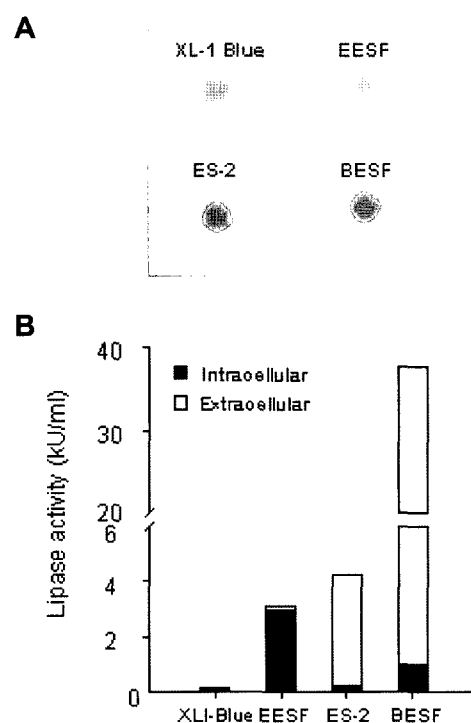 A
XL-1 Blue
EESF
ES-2
BESF
B
Lipase activity (kU/ml)
40
30
20
6
4
2
0
Intracellular
Extracellular
XLI-Blue EESF ES-2 BESF